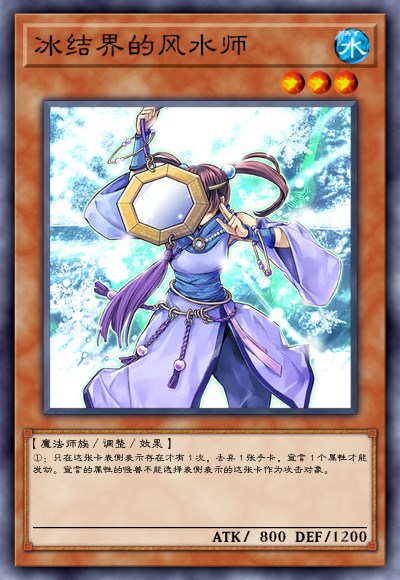 冰结界的风水师
水
【魔法师族／调整／效果】
①：只在这张卡表侧表示存在才有1次，丢弃1张手卡，宣言1个属性才能
发动。宣言的属性的怪兽不能选择表侧表示的这张卡作为攻击对象。
ATK/ 800 DEF/1200